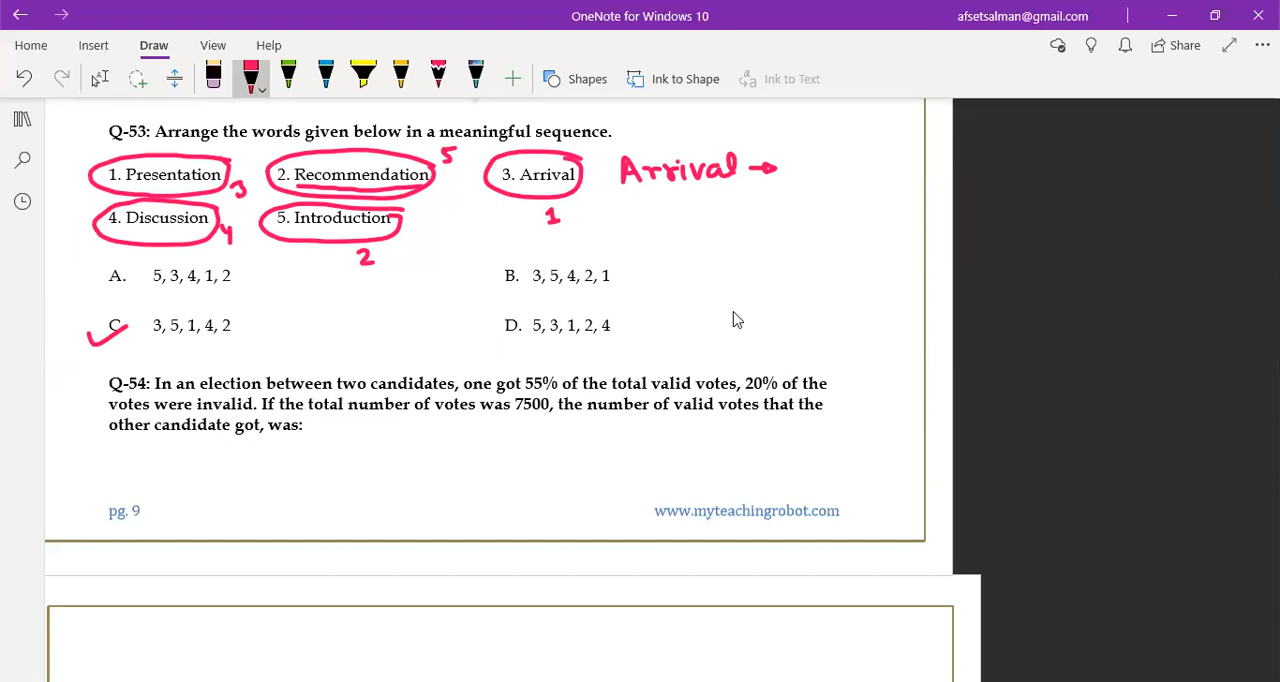 OneNote for Windows 10 afsetsalman@gmail.com
Home Insert Draw View Help Share
Shapes Ink to Shape Ink to Text
Q-53: Arrange the words given below in a meaningful sequence.
1. Presentation 3 2. Recommendation 5 3. Arrival 1 Arrival →
4. Discussion 4 5. Introduction 2
A. 5, 3, 4, 1, 2 B. 3, 5, 4, 2, 1
C 3, 5, 1, 4, 2 D. 5, 3, 1, 2, 4
Q-54: In an election between two candidates, one got 55% of the total valid votes, 20% of the
votes were invalid. If the total number of votes was 7500, the number of valid votes that the
other candidate got, was:
pg. 9 www.myteachingrobot.com